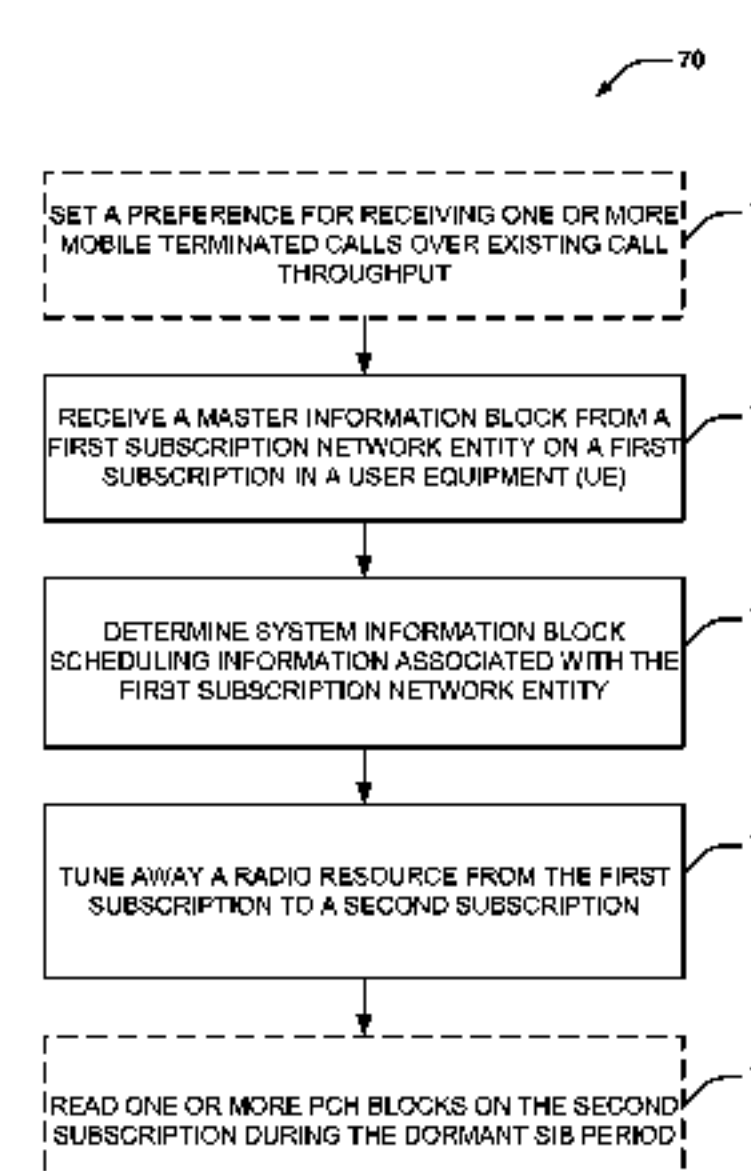 70
SET A PREFERENCE FOR RECEIVING ONE OR MORE
MOBILE TERMINATED CALLS OVER EXISTING CALL
THROUGHPUT
RECEIVE A MASTER INFORMATION BLOCK FROM A
FIRST SUBSCRIPTION NETWORK ENTITY ON A FIRST
SUBSCRIPTION IN A USER EQUIPMENT (UE)
DETERMINE SYSTEM INFORMATION BLOCK
SCHEDULING INFORMATION ASSOCIATED WITH THE
FIRST SUBSCRIPTION NETWORK ENTITY
TUNE AWAY A RADIO RESOURCE FROM THE FIRST
SUBSCRIPTION TO A SECOND SUBSCRIPTION
READ ONE OR MORE PCH BLOCKS ON THE SECOND
SUBSCRIPTION DURING THE DORMANT SIB PERIOD